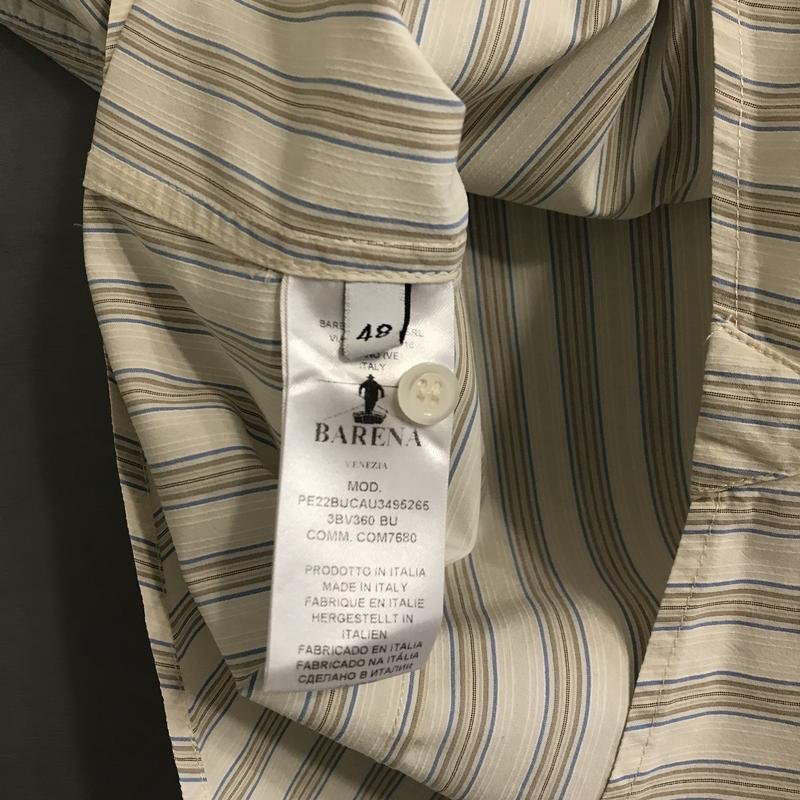 48
ITALY
BARENA
VENEZIA
MOD.
PE22BUCAU3495265
3BV360 BU
COMM. COM7680
PRODOTTO IN ITALIA
MADE IN ITALY
FABRIQUE EN ITALIE
HERGESTELLT IN
ITALIEN
FABRICADO EN ITALIA
FABRICADO NA ITÁLIA
СДЕЛАНО В ИТАЛИИ